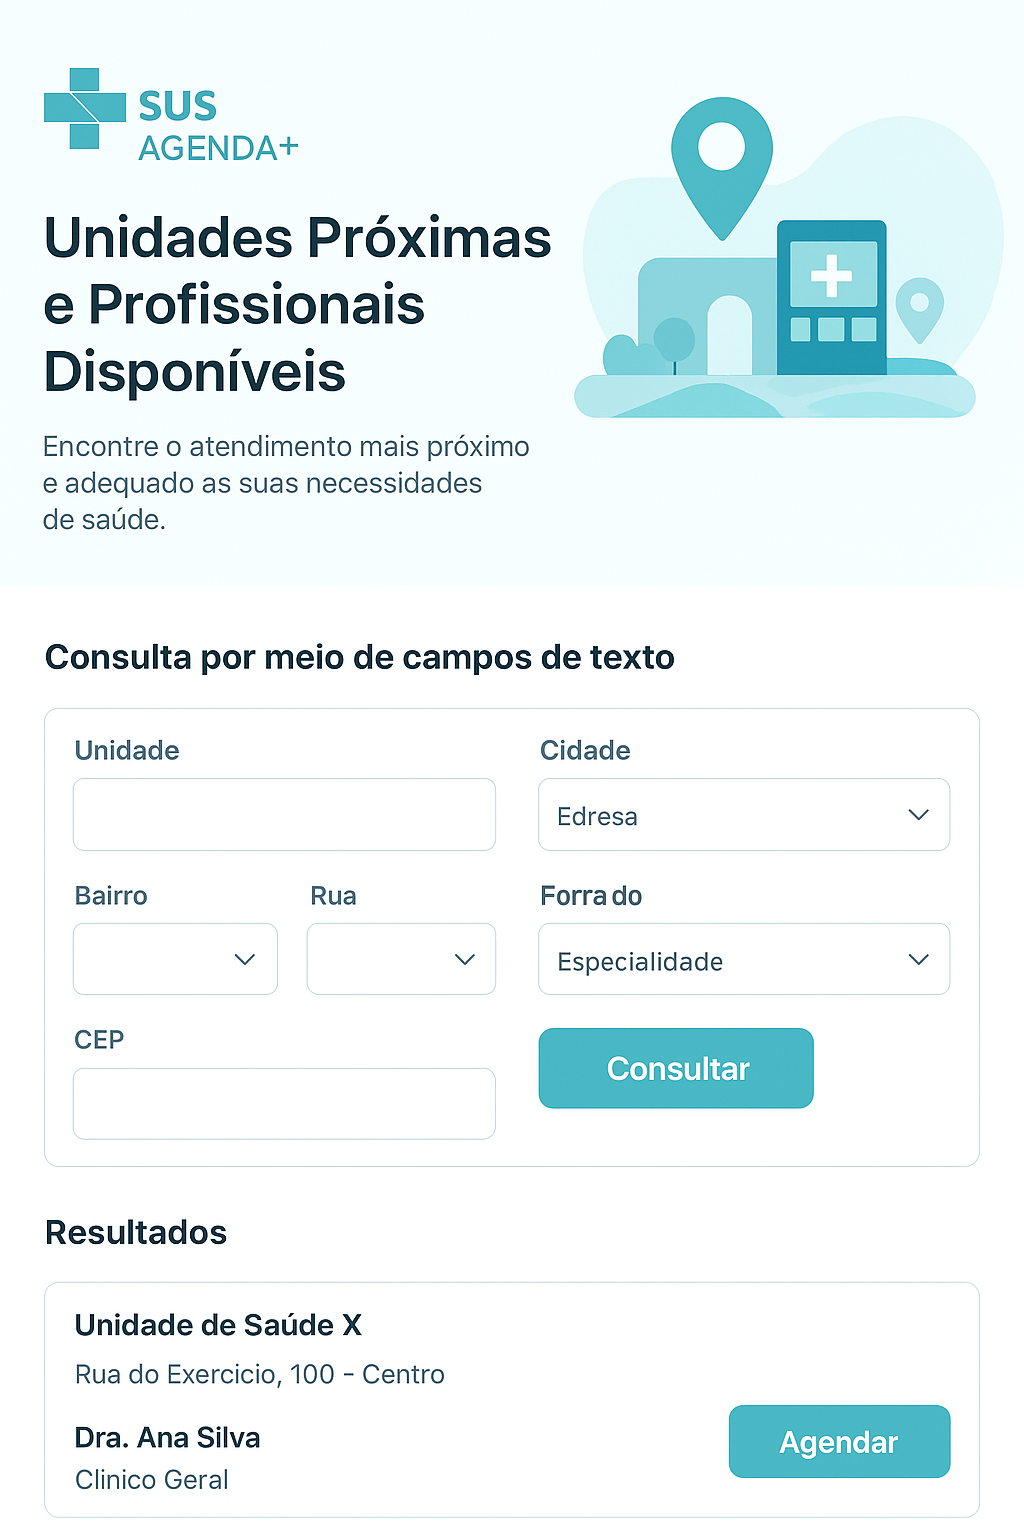 SUS
AGENDA+
Unidades Próximas
e Profissionais
Disponíveis
Encontre o atendimento mais próximo
e adequado as suas necessidades
de saúde.
Consulta por meio de campos de texto
Unidade
Cidade
Edresa
Bairro
Rua
Forra do
Especialidade
CEP
Consultar
Resultados
Unidade de Saúde X
Rua do Exercicio, 100 - Centro
Dra. Ana Silva
Clinico Geral
Agendar